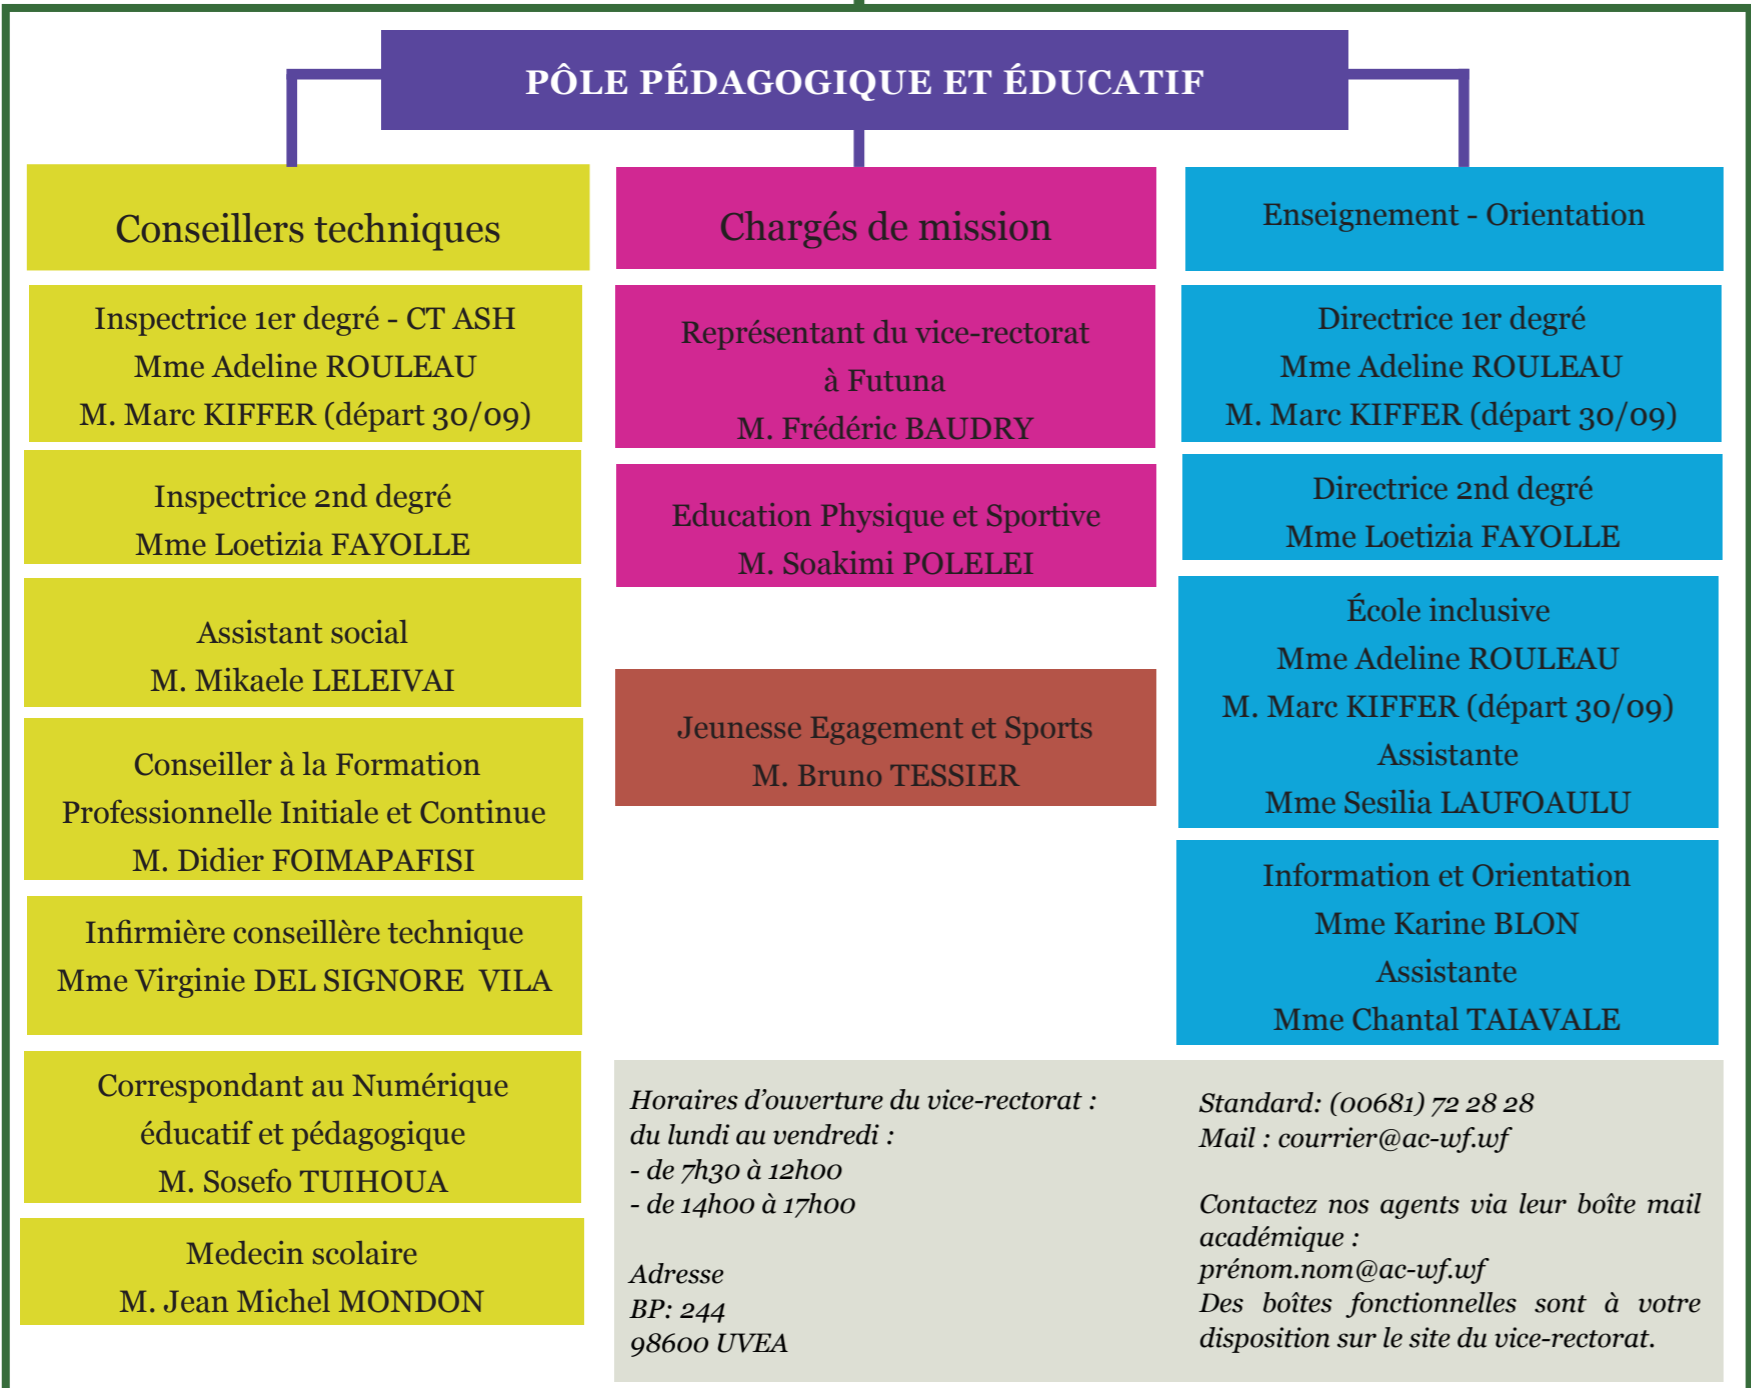 PÔLE PÉDAGOGIQUE ET ÉDUCATIF
Conseillers techniques
Inspectrice 1er degré - CT ASH
Mme Adeline ROULEAU
M. Marc KIFFER (départ 30/09)
Inspectrice 2nd degré
Mme Loetizia FAYOLLE
Assistant social
M. Mikaele LELEIVAI
Conseiller à la Formation
Professionnelle Initiale et Continue
M. Didier FOIMAPAFISI
Infirmière conseillère technique
Mme Virginie DEL SIGNORE  VILA
Correspondant au Numérique
éducatif et pédagogique
M. Sosefo TUIHOUA
Medecin scolaire
M. Jean Michel MONDON
Chargés de mission
Représentant du vice-rectorat
à Futuna
M. Frédéric BAUDRY
Education Physique et Sportive
M. Soakimi POLELEI
Jeunesse Egagement et Sports
M. Bruno TESSIER
Enseignement - Orientation
Directrice 1er degré
Mme Adeline ROULEAU
M. Marc KIFFER (départ 30/09)
Directrice 2nd degré
Mme Loetizia FAYOLLE
École inclusive
Mme Adeline ROULEAU
M. Marc KIFFER (départ 30/09)
Assistante
Mme Sesilia LAUFOAULU
Information et Orientation
Mme Karine BLON
Assistante
Mme Chantal TAIAVALE
Horaires d’ouverture du vice-rectorat :
du lundi au vendredi :
- de 7h30 à 12h00
- de 14h00 à 17h00
Adresse
BP: 244
98600 UVEA
Standard: (00681) 72 28 28
Mail : courrier@ac-wf.wf
Contactez nos agents via leur boîte mail
académique :
prénom.nom@ac-wf.wf
Des boîtes fonctionnelles sont à votre
disposition sur le site du vice-rectorat.